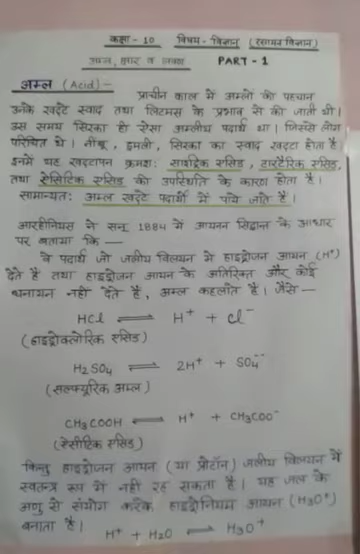 कक्षा - 10 विषय - विज्ञान (रसायन विज्ञान)
अम्ल, क्षार व लवण PART - 1
अम्ल (Acid) -
प्राचीन काल में अम्लों की पहचान
उनके खट्टे स्वाद तथा लिटमस के प्रभाव से की जाती थी।
उस समय सिरका ही ऐसा अम्लीय पदार्थ था। जिससे लोग
परिचित थे। नींबू, इमली, सिरका का स्वाद खट्टा होता है
इनमें यह खट्टापन क्रमशः साइट्रिक एसिड, टार्टरिक एसिड,
तथा ऐसिटिक एसिड की उपस्थिति के कारण होता है।
सामान्यतः अम्ल खट्टे पदार्थों में पाये जाते हैं।
आरहीनियस ने सन् 1884 में आयनन सिद्धान्त के आधार
पर बताया कि —
वे पदार्थ जो जलीय विलयन में हाइड्रोजन आयन (H⁺)
देते हैं तथा हाइड्रोजन आयन के अतिरिक्त और कोई
धनायन नहीं देते हैं, अम्ल कहलाते हैं। जैसे —
HCl ⇌ H⁺ + Cl⁻
(हाइड्रोक्लोरिक एसिड)
H₂SO₄ ⇌ 2H⁺ + SO₄⁻⁻
(सल्फ्यूरिक अम्ल)
CH₃COOH ⇌ H⁺ + CH₃COO⁻
(ऐसीटिक एसिड)
किन्तु हाइड्रोजन आयन (या प्रोटॉन) जलीय विलयन में
स्वतन्त्र रूप में नहीं रह सकता है। यह जल के
अणु से संयोग करके हाइड्रोनियम आयन (H₃O⁺)
बनाता है।
H⁺ + H₂O ⇌ H₃O⁺